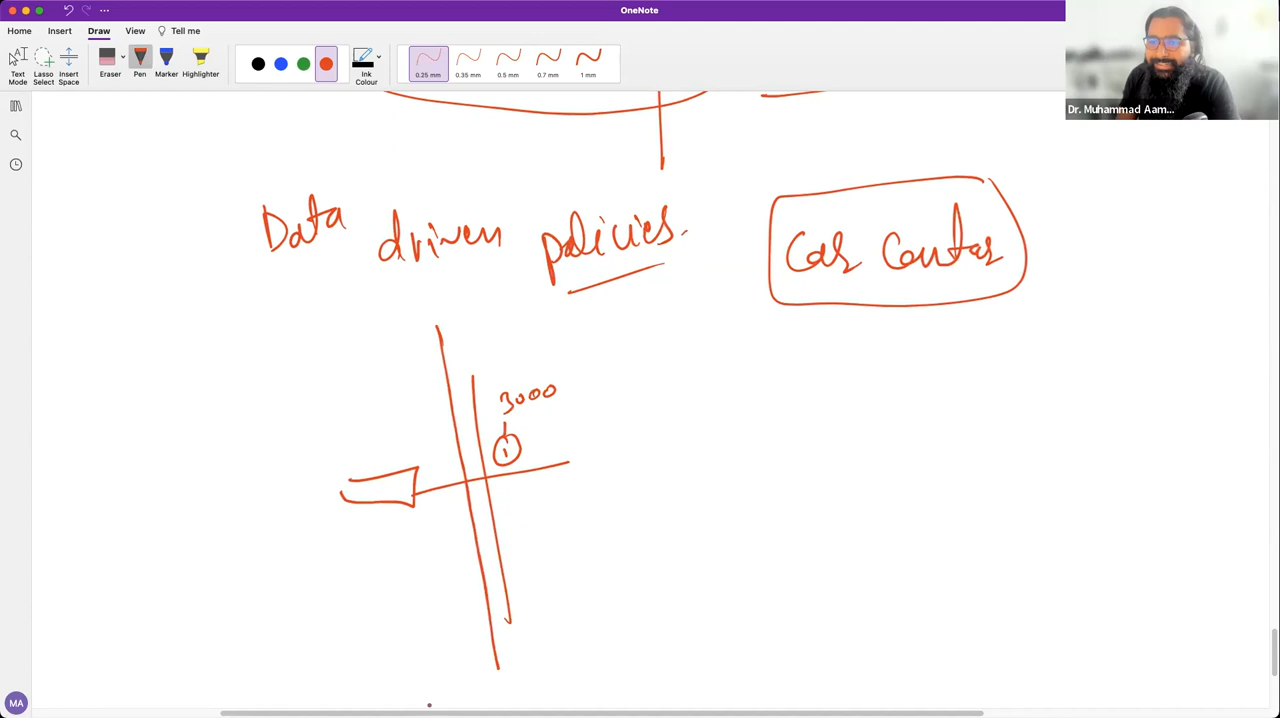 OneNote
Home Insert Draw View Tell me
Text Mode
Lasso Select
Insert Space
Eraser
Pen
Marker
Highlighter
Ink Colour
0.25 mm
0.35 mm
0.5 mm
0.7 mm
1 mm
Dr. Muhammad Aam...
Data driven policies.
Car Counter
3000
1
MA